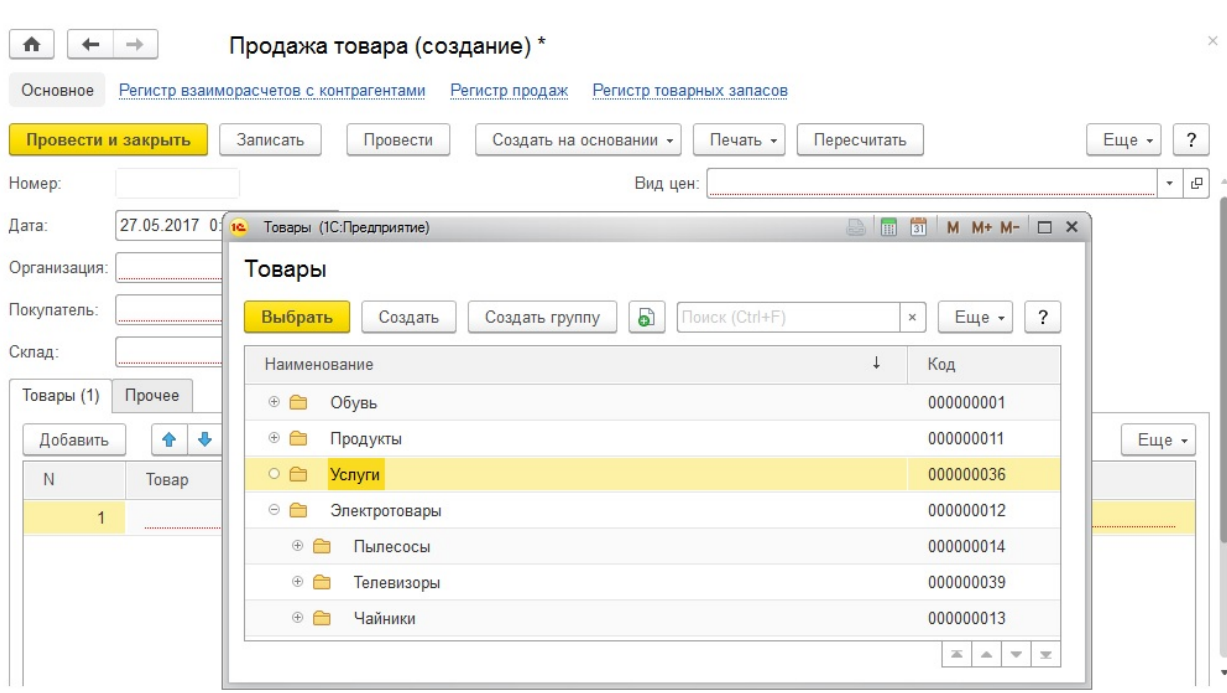 Продажа товара (создание) *
Основное Регистр взаиморасчетов с контрагентами Регистр продаж Регистр товарных запасов
Провести и закрыть Записать Провести Создать на основании Печать Пересчитать Еще ?
Номер: Вид цен:
Дата: 27.05.2017
Организация:
Покупатель:
Склад:
Товары (1) Прочее
Добавить Еще
N Товар
1
1С Товары (1С:Предприятие) 31 M M+ M-
Товары
Выбрать Создать Создать группу Поиск (Ctrl+F) × Еще ?
Наименование ↓ Код
Обувь 000000001
Продукты 000000011
Услуги 000000036
Электротовары 000000012
Пылесосы 000000014
Телевизоры 000000039
Чайники 000000013